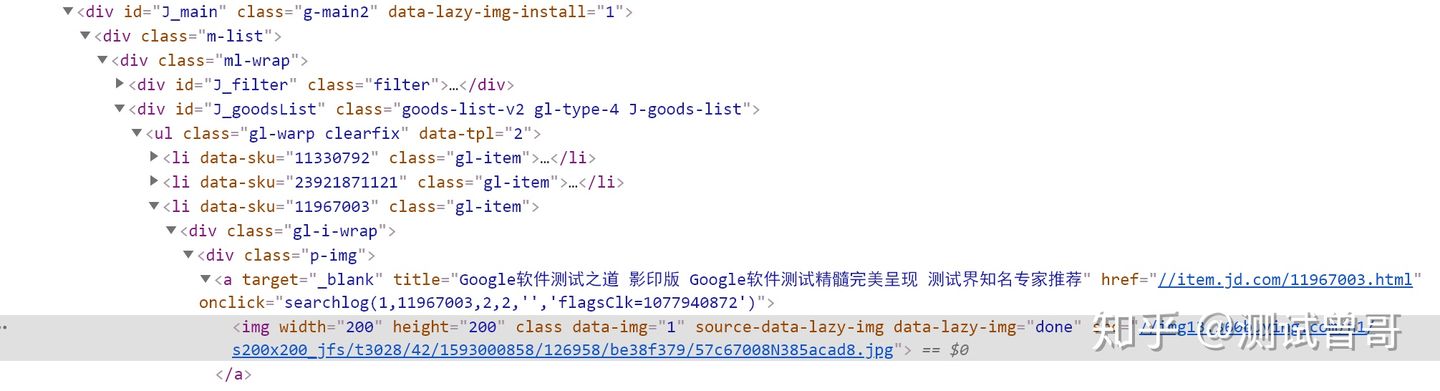 ▼<div id="J_main" class="g-main2" data-lazy-img-install="1">
▼<div class="m-list">
▼<div class="ml-wrap">
▶<div id="J_filter" class="filter">…</div>
▼<div id="J_goodsList" class="goods-list-v2 gl-type-4 J-goods-list">
▼<ul class="gl-warp clearfix" data-tpl="2">
▶<li data-sku="11330792" class="gl-item">…</li>
▶<li data-sku="23921871121" class="gl-item">…</li>
▼<li data-sku="11967003" class="gl-item">
▼<div class="gl-i-wrap">
▼<div class="p-img">
▼<a target="_blank" title="Google软件测试之道 影印版 Google软件测试精髓完美呈现 测试界知名专家推荐" href="//item.jd.com/11967003.html"
onclick="searchlog(1,11967003,2,2,'','flagsClk=1077940872')">
<img width="200" height="200" class data-img="1" source-data-lazy-img data-lazy-img="done"
s200x200_jfs/t3028/42/1593000858/126958/be38f379/57c67008N385acad8.jpg"> == $0
</a>
知乎 @测试曾哥